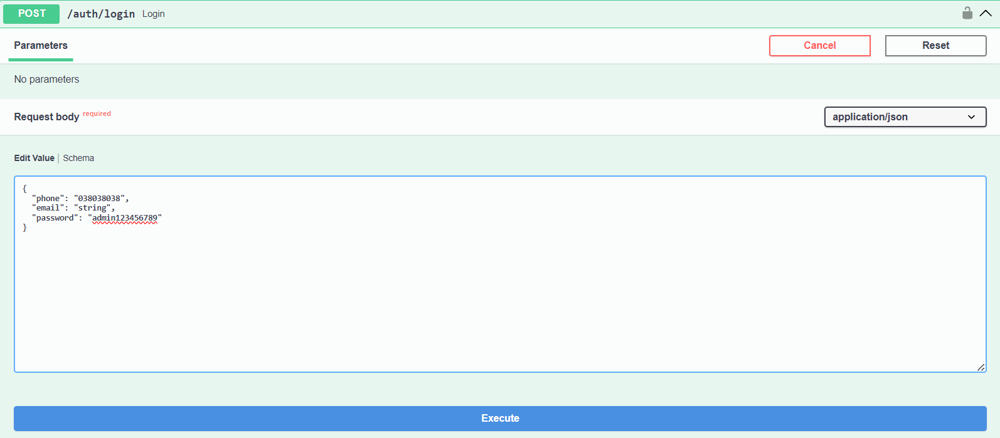 POST /auth/login Login
Parameters
Cancel
Reset
No parameters
Request body required
application/json
Edit Value | Schema
{
  "phone": "038038038",
  "email": "string",
  "password": "admin123456789"
}
Execute